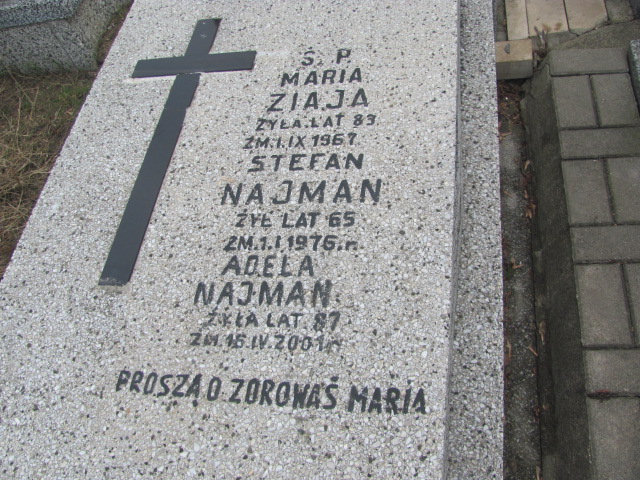 Ś. P
MARIA
ZIAJA
ŻYŁA LAT 83
ZM.1.IX 1967
STEFAN
NAJMAN
ŻYŁ LAT 65
ZM.1.I 1976 r.
ADELA
NAJMAN
ŻYŁA LAT 87
ZM.16.IV.2001 r.
PROSZĄ O ZDROWAŚ MARIA